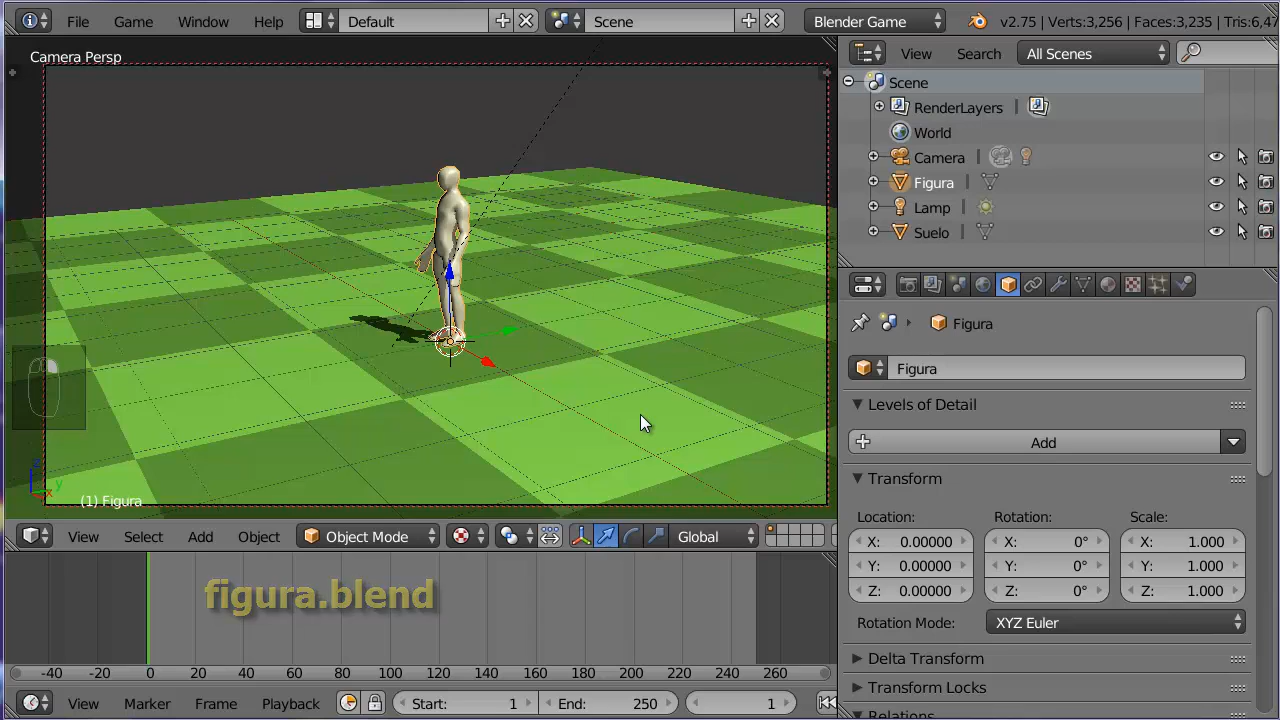 File Game Window Help Default Scene Blender Game v2.75 | Verts:3,256 | Faces:3,235 | Tris:6,47
Camera Persp
(1) Figura
View Select Add Object Object Mode Global
figura.blend
-40 -20 0 20 40 60 80 100 120 140 160 180 200 220 240 260
View Marker Frame Playback Start: 1 End: 250 1
View Search All Scenes
Scene
RenderLayers
World
Camera
Figura
Lamp
Suelo
Figura
Figura
Levels of Detail
Add
Transform
Location: Rotation: Scale:
X: 0.00000 X: 0° X: 1.000
Y: 0.00000 Y: 0° Y: 1.000
Z: 0.00000 Z: 0° Z: 1.000
Rotation Mode: XYZ Euler
Delta Transform
Transform Locks
Relations